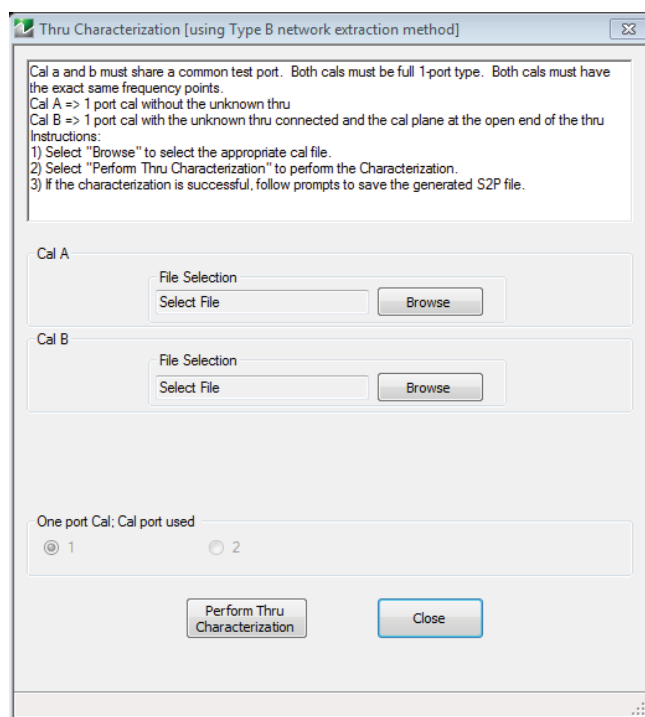 Thru Characterization [using Type B network extraction method]
Cal a and b must share a common test port.  Both cals must be full 1-port type.  Both cals must have
the exact same frequency points.
Cal A => 1 port cal without the unknown thru
Cal B => 1 port cal with the unknown thru connected and the cal plane at the open end of the thru
Instructions:
1) Select "Browse" to select the appropriate cal file.
2) Select "Perform Thru Characterization" to perform the Characterization.
3) If the characterization is successful, follow prompts to save the generated S2P file.
Cal A
File Selection
Select File
Browse
Cal B
File Selection
Select File
Browse
One port Cal; Cal port used
1
2
Perform Thru
Characterization
Close